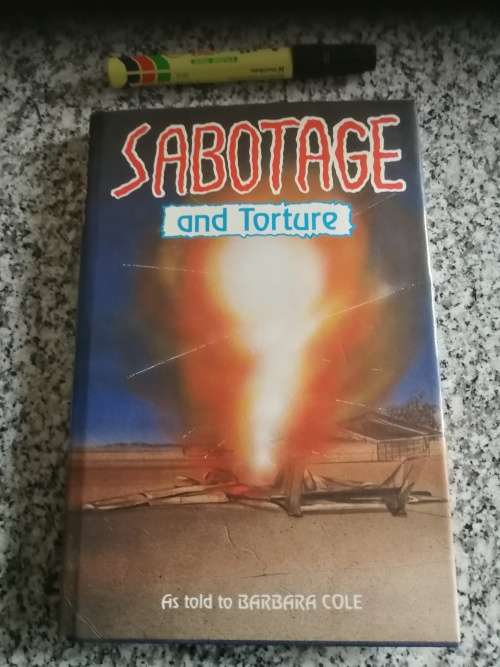 SABOTAGE
and Torture
As told to BARBARA COLE